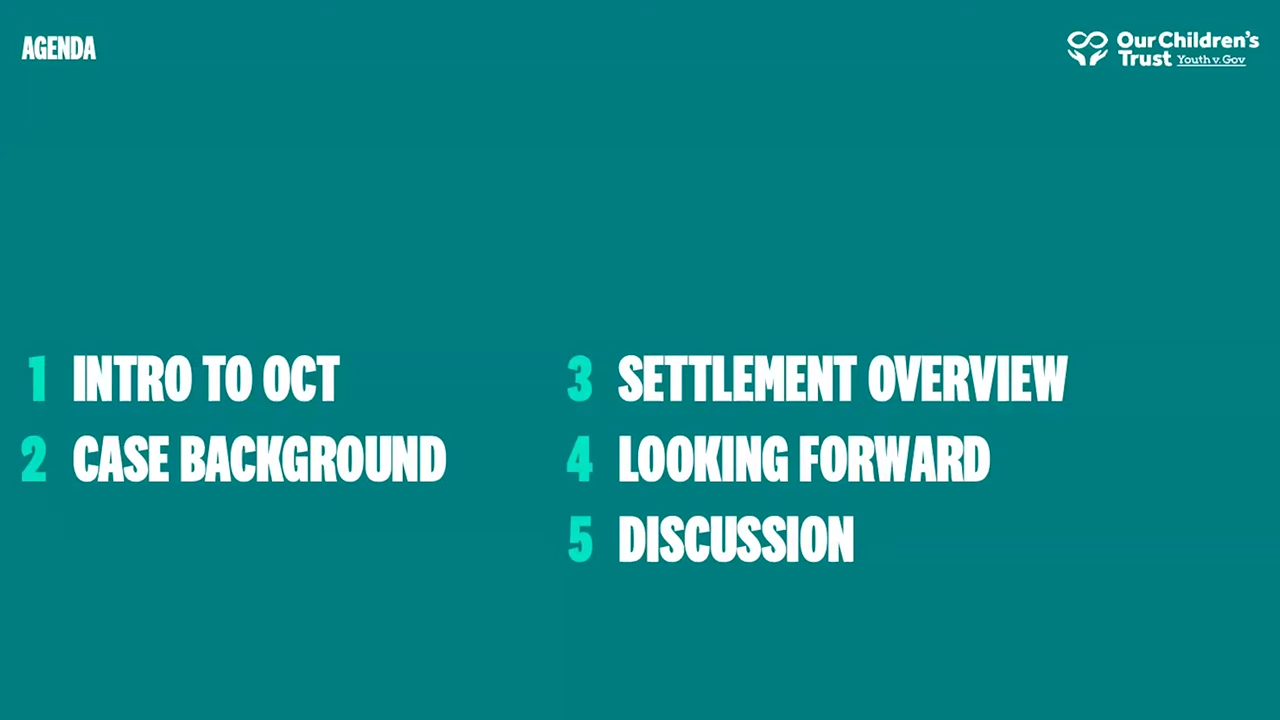 AGENDA
Our Children's
Trust Youth v. Gov
1 INTRO TO OCT
2 CASE BACKGROUND
3 SETTLEMENT OVERVIEW
4 LOOKING FORWARD
5 DISCUSSION